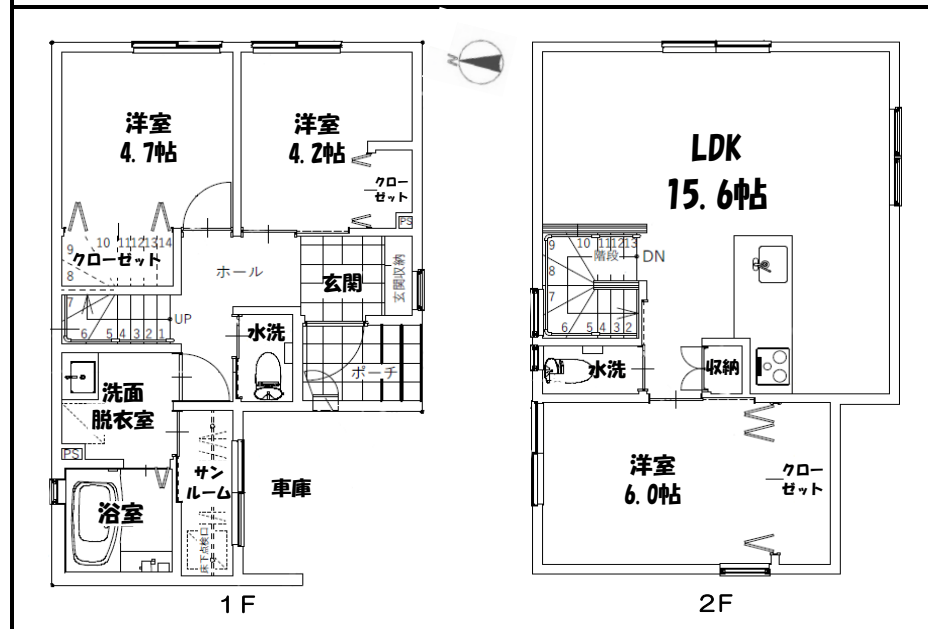 N
洋室
4.7帖
洋室
4.2帖
クロー
ゼット
PS
9
10
11
12
13
14
8
クローゼット
7
6
5
4
3
2
1
UP
ホール
玄関
玄関収納
水洗
ポーチ
洗面
脱衣室
PS
サン
ルーム
浴室
床下点検口
車庫
1F
LDK
15.6帖
9
10
11
12
13
8
階段
DN
7
6
5
4
3
2
水洗
収納
洋室
6.0帖
クロー
ゼット
2F